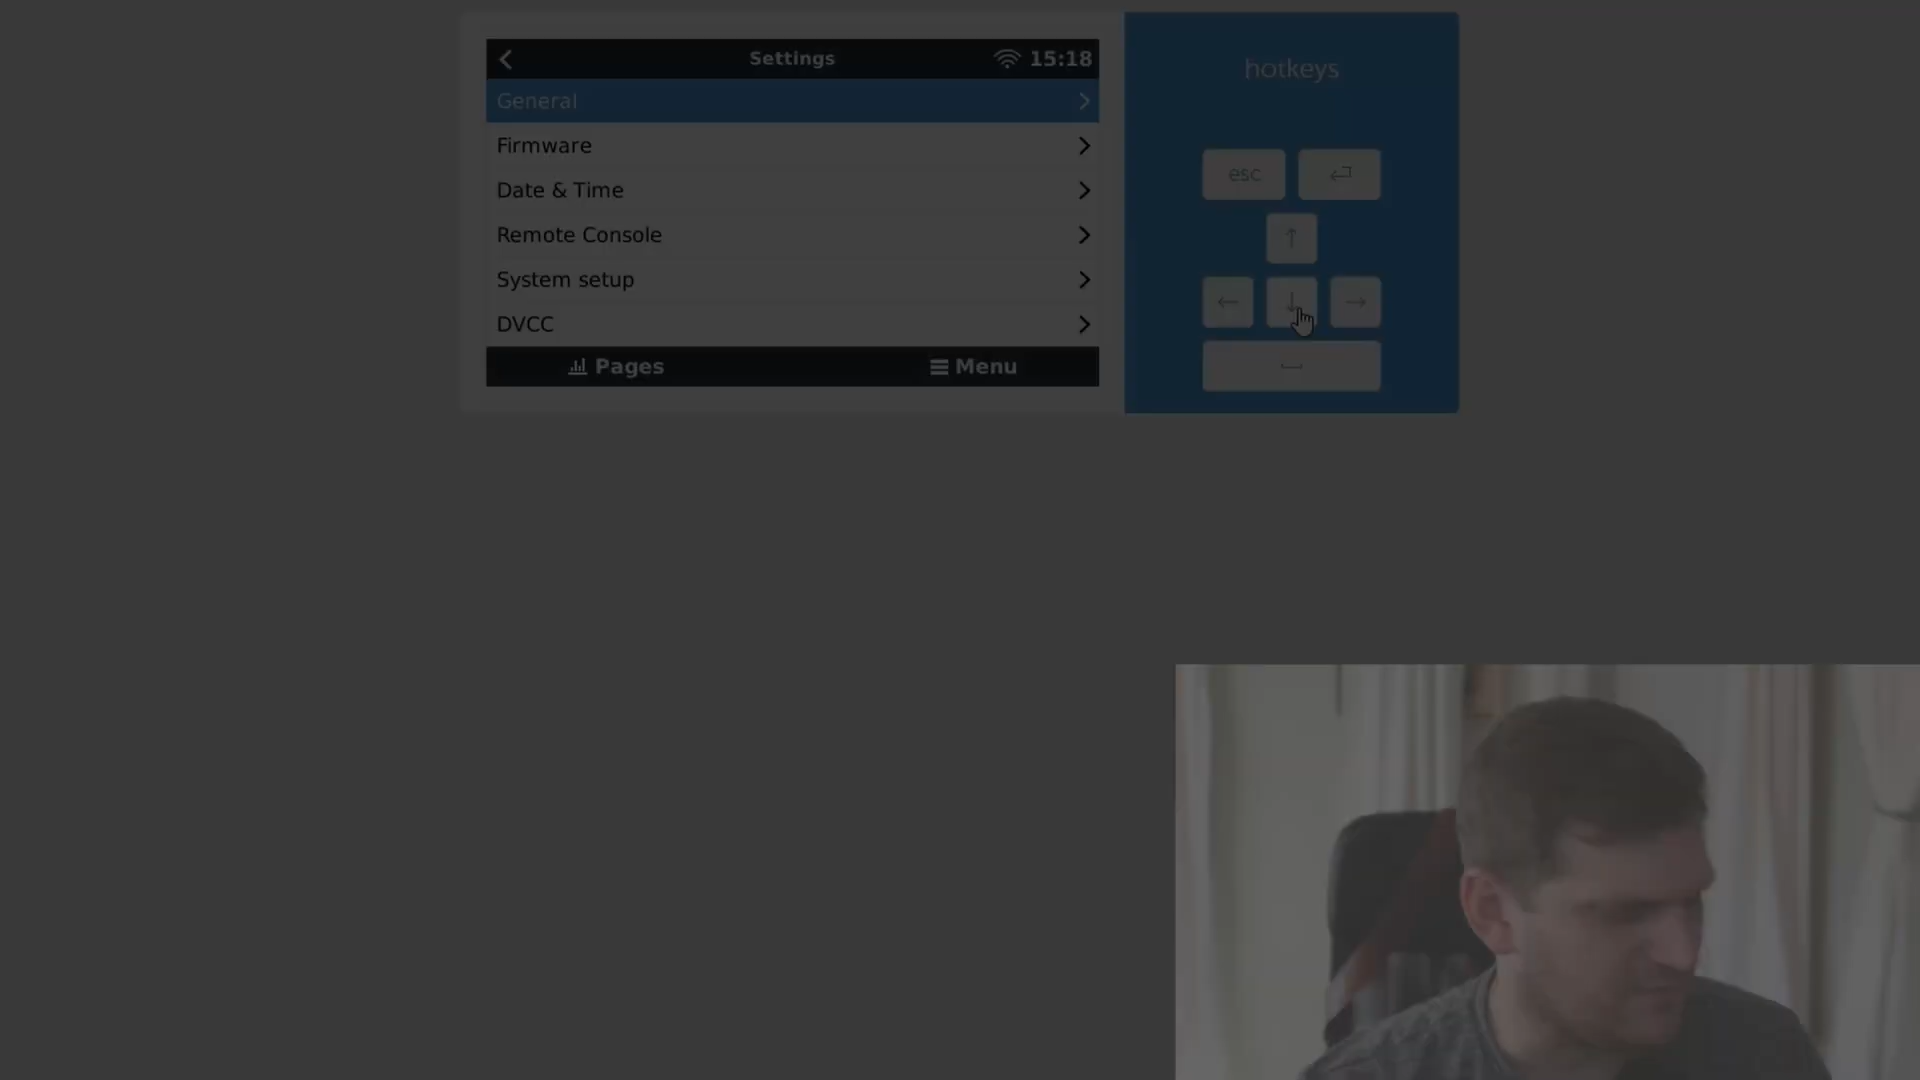 Settings
15:18
General
Firmware
Date & Time
Remote Console
System setup
DVCC
Pages
Menu
hotkeys
esc